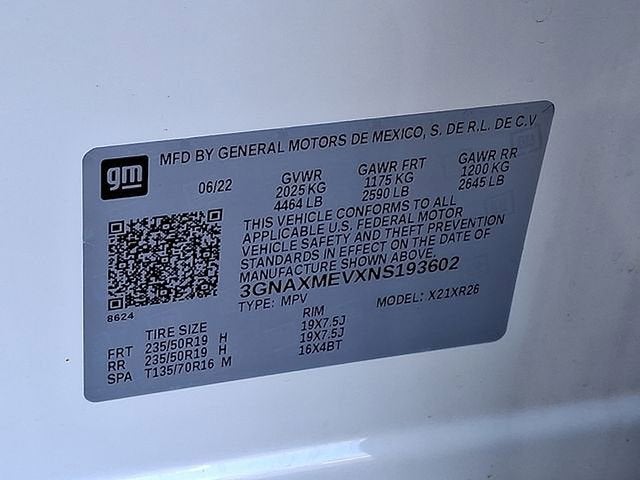 gm
MFD BY GENERAL MOTORS DE MEXICO, S. DE R.L. DE C.V
06/22
GVWR
2025 KG
4464 LB
GAWR FRT
1175 KG
2590 LB
GAWR RR
1200 KG
2645 LB
THIS VEHICLE CONFORMS TO ALL
APPLICABLE U.S. FEDERAL MOTOR
VEHICLE SAFETY AND THEFT PREVENTION
STANDARDS IN EFFECT ON THE DATE OF
MANUFACTURE SHOWN ABOVE.
3GNAXMEVXNS193602
TYPE: MPV MODEL: X21XR26
8624
TIRE SIZE RIM
FRT 235/50R19 H 19X7.5J
RR 235/50R19 H 19X7.5J
SPA T135/70R16 M 16X4BT